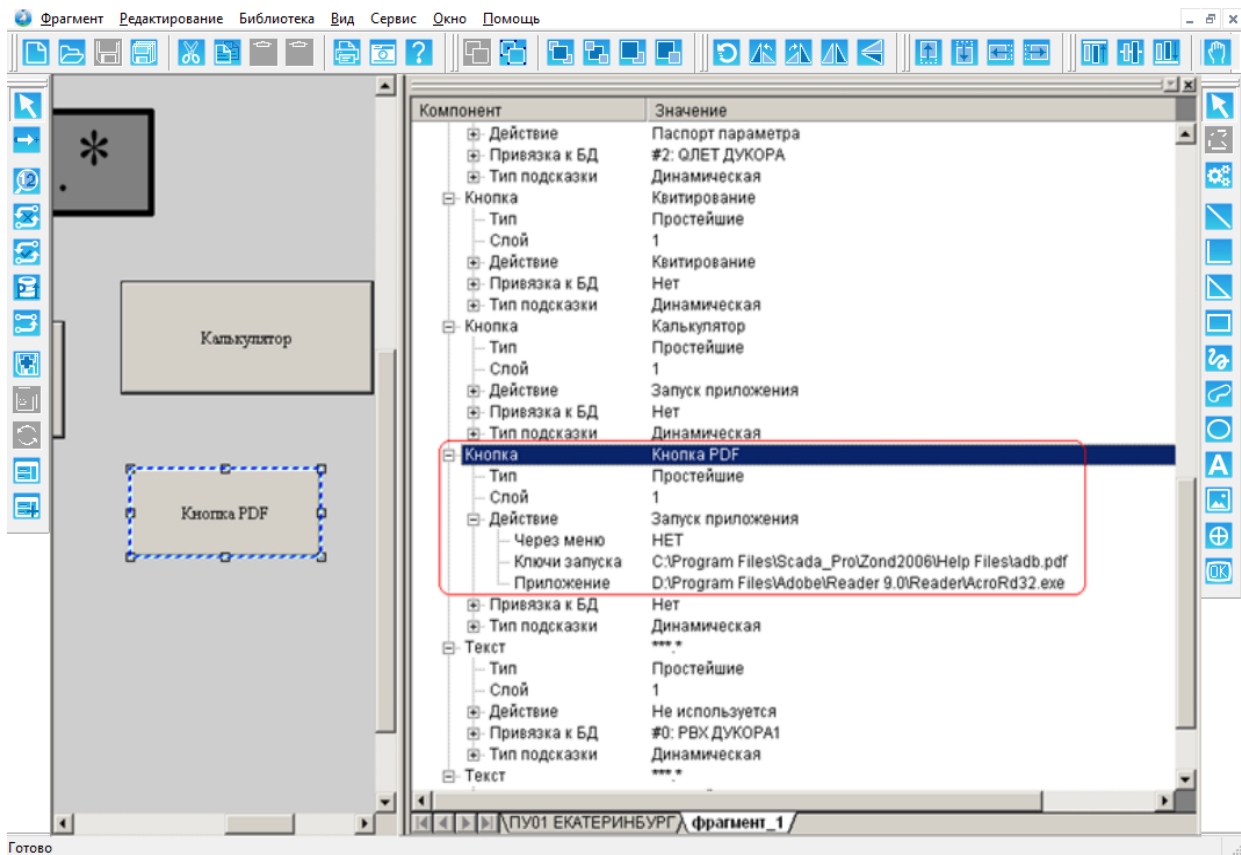 Фрагмент Редактирование Библиотека Вид Сервис Окно Помощь
*
.
Калькулятор
Кнопка PDF
Компонент Значение
Действие Паспорт параметра
Привязка к БД #2: QЛЕТ ДУКОРА
Тип подсказки Динамическая
Кнопка Квитирование
Тип Простейшие
Слой 1
Действие Квитирование
Привязка к БД Нет
Тип подсказки Динамическая
Кнопка Калькулятор
Тип Простейшие
Слой 1
Действие Запуск приложения
Привязка к БД Нет
Тип подсказки Динамическая
Кнопка Кнопка PDF
Тип Простейшие
Слой 1
Действие Запуск приложения
Через меню НЕТ
Ключи запуска C:\Program Files\Scada_Pro\Zond2006\Help Files\adb.pdf
Приложение D:\Program Files\Adobe\Reader 9.0\Reader\AcroRd32.exe
Привязка к БД Нет
Тип подсказки Динамическая
Текст ***.*
Тип Простейшие
Слой 1
Действие Не используется
Привязка к БД #0: РВХ ДУКОРА1
Тип подсказки Динамическая
Текст ***.*
ПУ01 ЕКАТЕРИНБУРГ фрагмент_1
Готово
12
A
OK